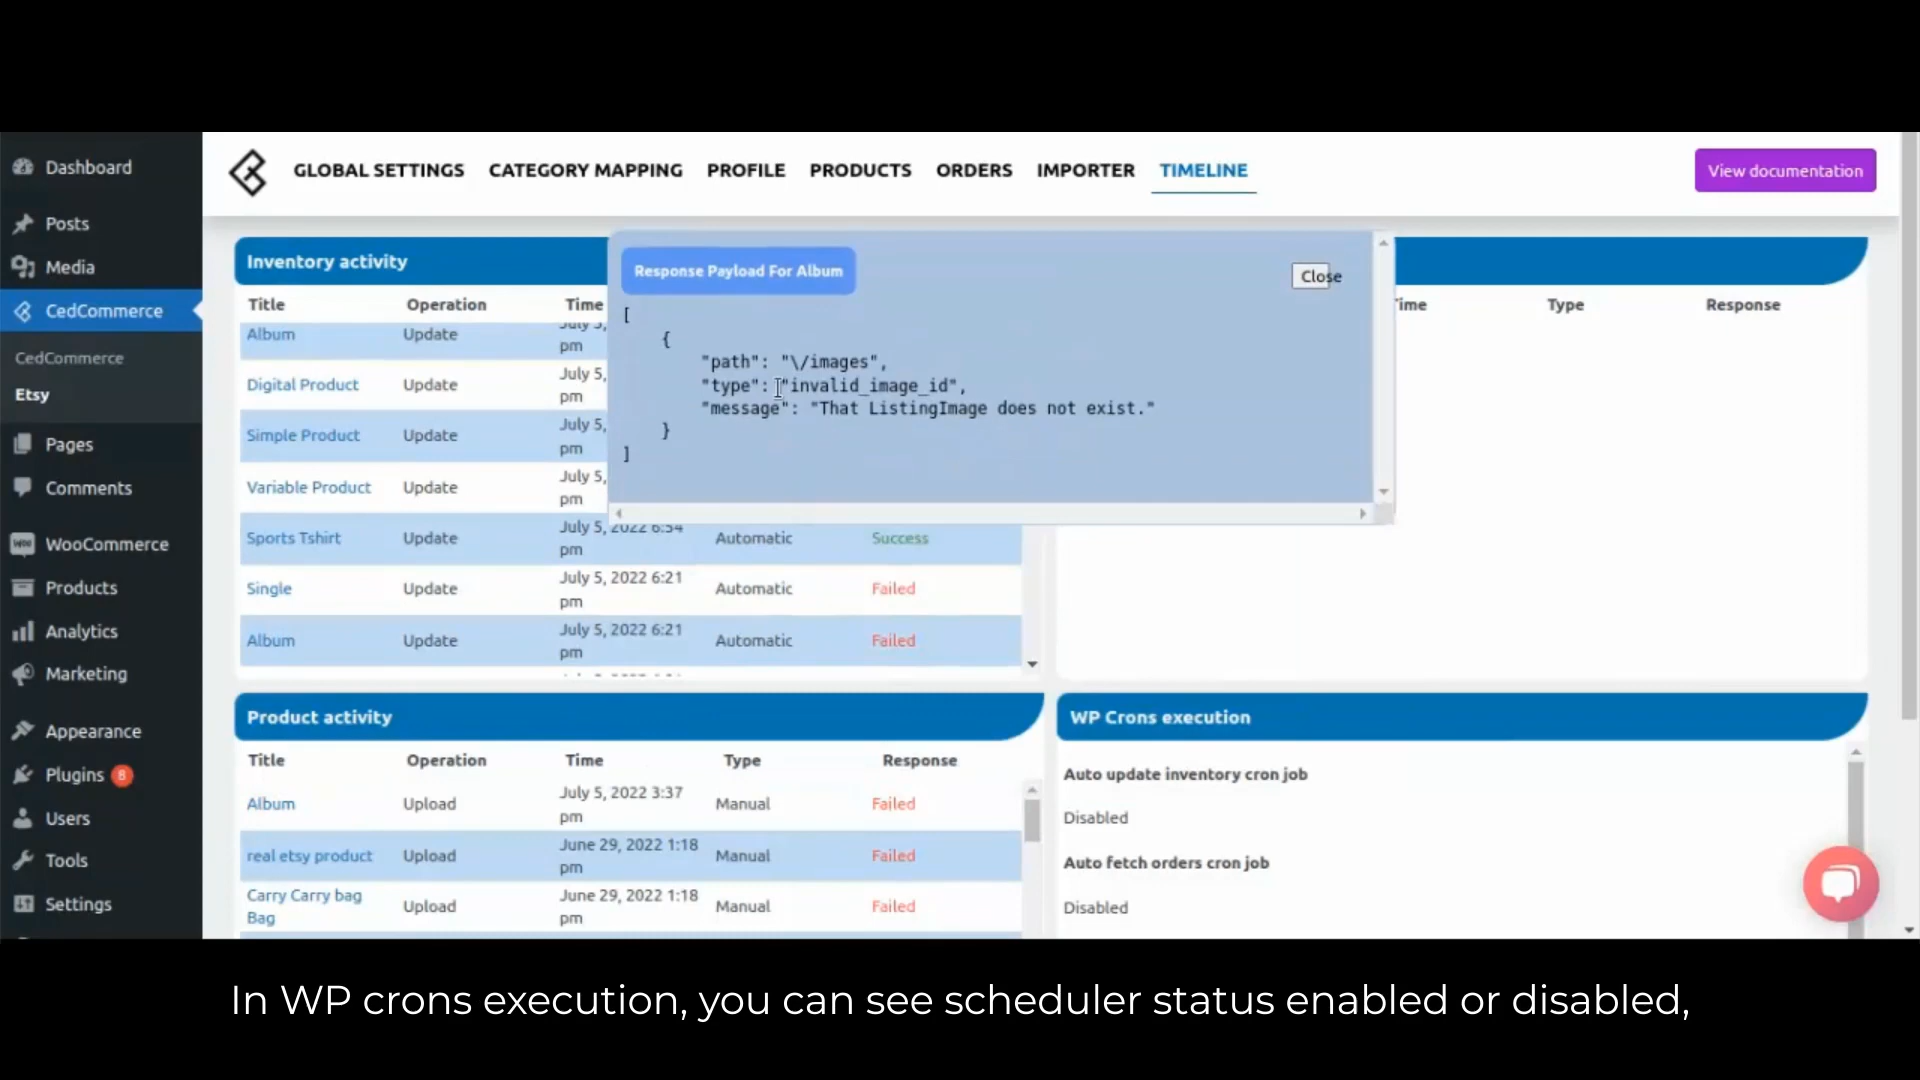 Dashboard
Posts
Media
CedCommerce
CedCommerce
Etsy
Pages
Comments
WooCommerce
Products
Analytics
Marketing
Appearance
Plugins 8
Users
Tools
Settings
GLOBAL SETTINGS CATEGORY MAPPING PROFILE PRODUCTS ORDERS IMPORTER TIMELINE
View documentation
Inventory activity
Title Operation Time
Album Update July 5,
pm
Digital Product Update July 5,
pm
Simple Product Update July 5,
pm
Variable Product Update July 5,
pm
Sports Tshirt Update July 5, 2022 6:54 Automatic Success
pm
Single Update July 5, 2022 6:21 Automatic Failed
pm
Album Update July 5, 2022 6:21 Automatic Failed
pm
Response Payload For Album
Close
[
{
"path": "\/images",
"type": "invalid_image_id",
"message": "That ListingImage does not exist."
}
]
Time Type Response
Product activity
Title Operation Time Type Response
Album Upload July 5, 2022 3:37 Manual Failed
pm
real etsy product Upload June 29, 2022 1:18 Manual Failed
pm
Carry Carry bag Upload June 29, 2022 1:18 Manual Failed
Bag pm
WP Crons execution
Auto update inventory cron job
Disabled
Auto fetch orders cron job
Disabled
In WP crons execution, you can see scheduler status enabled or disabled,